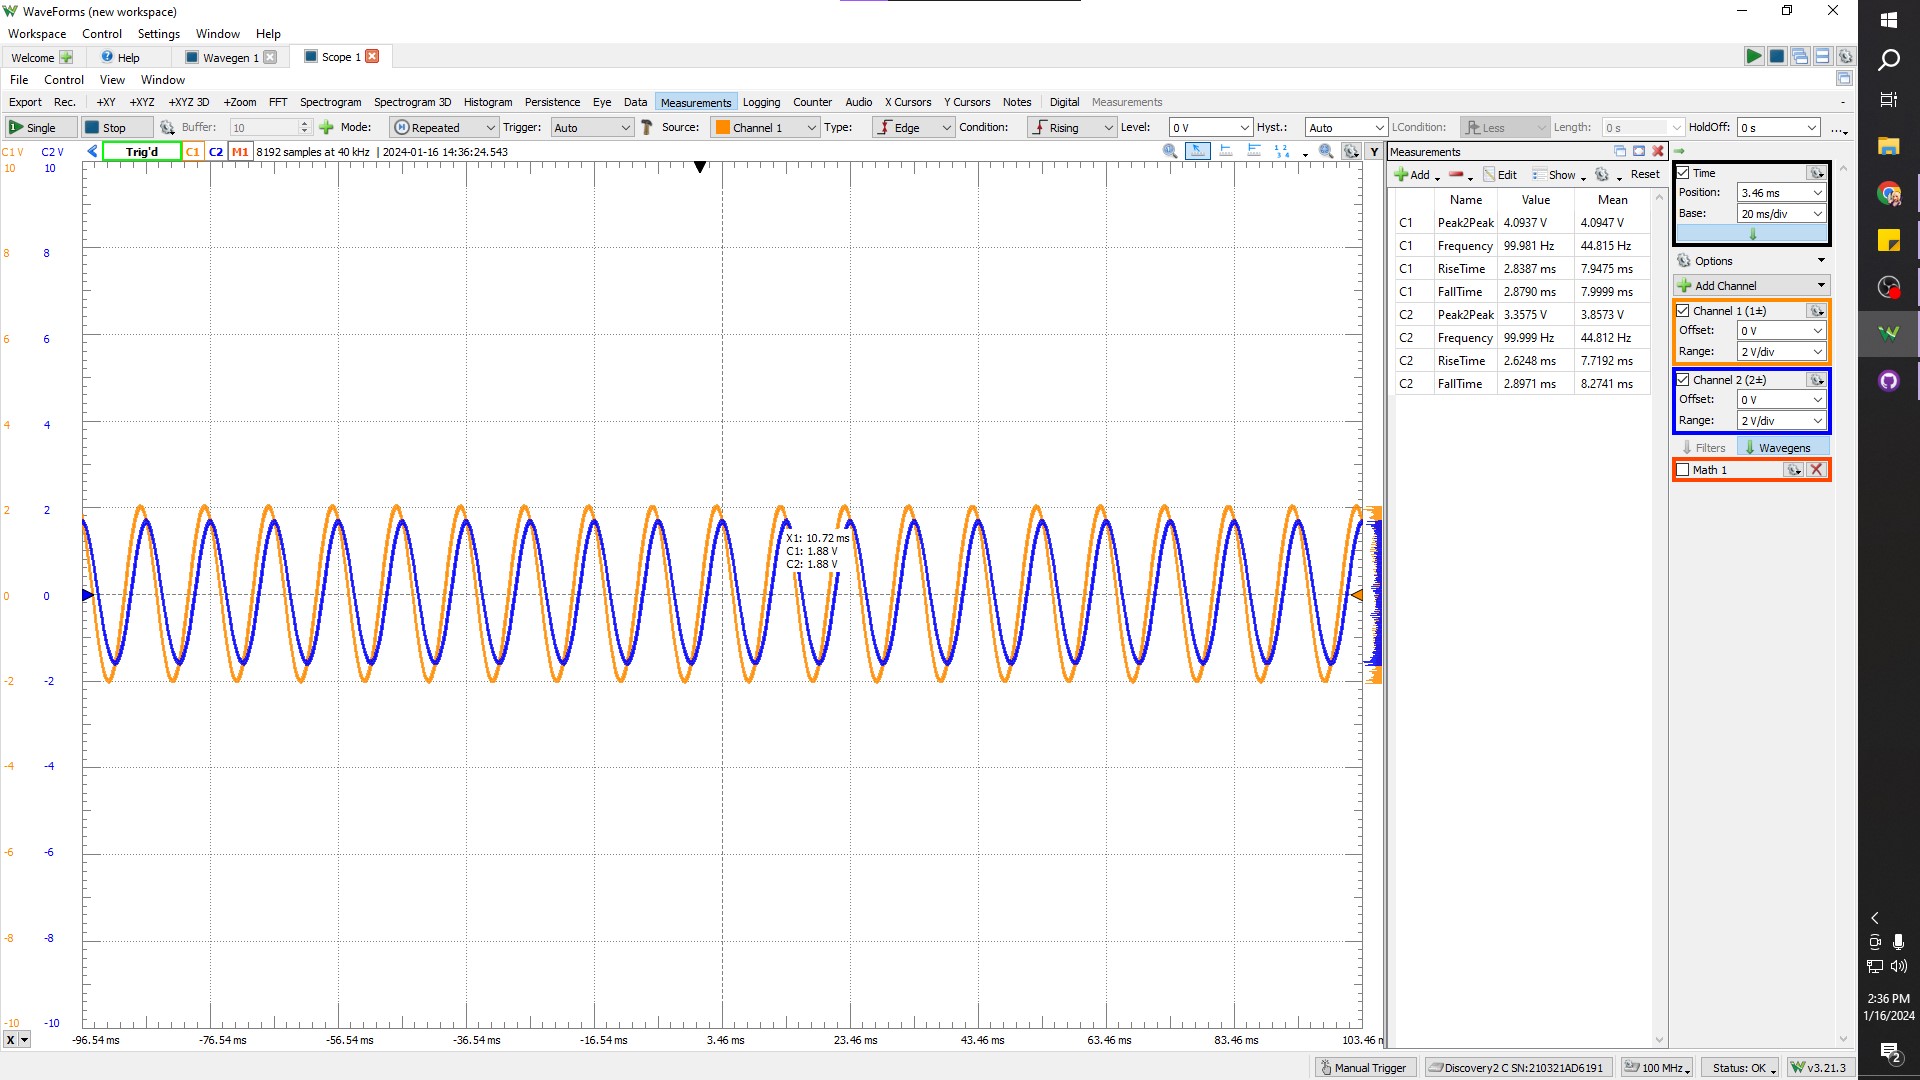 WaveForms (new workspace)
Workspace Control Settings Window Help
Welcome Help Wavegen 1 Scope 1
File Control View Window
Export Rec. +XY +XYZ +XYZ 3D +Zoom FFT Spectrogram Spectrogram 3D Histogram Persistence Eye Data Measurements Logging Counter Audio X Cursors Y Cursors Notes Digital Measurements
Single Stop Buffer: 10 Mode: Repeated Trigger: Auto Source: Channel 1 Type: Edge Condition: Rising Level: 0 V Hyst.: Auto LCondition: Less Length: 0 s HoldOff: 0 s ...
C1 V C2 V Trig'd C1 C2 M1 8192 samples at 40 kHz | 2024-01-16 14:36:24.543 Y
10 10
8 8
6 6
4 4
2 2
0 0
-2 -2
-4 -4
-6 -6
-8 -8
-10 -10
X1: 10.72 ms
C1: 1.88 V
C2: 1.88 V
X -96.54 ms -76.54 ms -56.54 ms -36.54 ms -16.54 ms 3.46 ms 23.46 ms 43.46 ms 63.46 ms 83.46 ms 103.46 m
Measurements
Add Edit Show Reset
Name Value Mean
C1 Peak2Peak 4.0937 V 4.0947 V
C1 Frequency 99.981 Hz 44.815 Hz
C1 RiseTime 2.8387 ms 7.9475 ms
C1 FallTime 2.8790 ms 7.9999 ms
C2 Peak2Peak 3.3575 V 3.8573 V
C2 Frequency 99.999 Hz 44.812 Hz
C2 RiseTime 2.6248 ms 7.7192 ms
C2 FallTime 2.8971 ms 8.2741 ms
Time
Position: 3.46 ms
Base: 20 ms/div
Options
Add Channel
Channel 1 (1±)
Offset: 0 V
Range: 2 V/div
Channel 2 (2±)
Offset: 0 V
Range: 2 V/div
Filters Wavegens
Math 1
Manual Trigger Discovery2 C SN:210321AD6191 100 MHz Status: OK v3.21.3
2:36 PM
1/16/2024
2